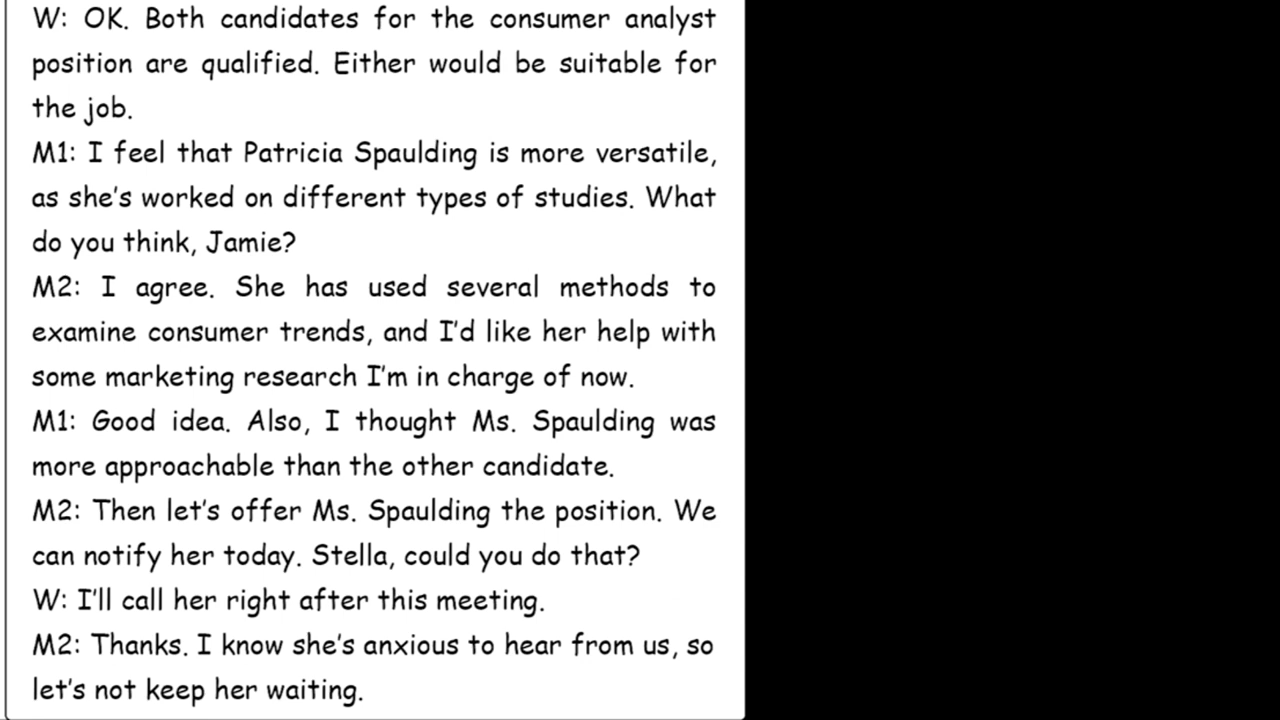 W: OK. Both candidates for the consumer analyst
position are qualified. Either would be suitable for
the job.
M1: I feel that Patricia Spaulding is more versatile,
as she's worked on different types of studies. What
do you think, Jamie?
M2: I agree. She has used several methods to
examine consumer trends, and I'd like her help with
some marketing research I'm in charge of now.
M1: Good idea. Also, I thought Ms. Spaulding was
more approachable than the other candidate.
M2: Then let's offer Ms. Spaulding the position. We
can notify her today. Stella, could you do that?
W: I'll call her right after this meeting.
M2: Thanks. I know she's anxious to hear from us, so
let's not keep her waiting.